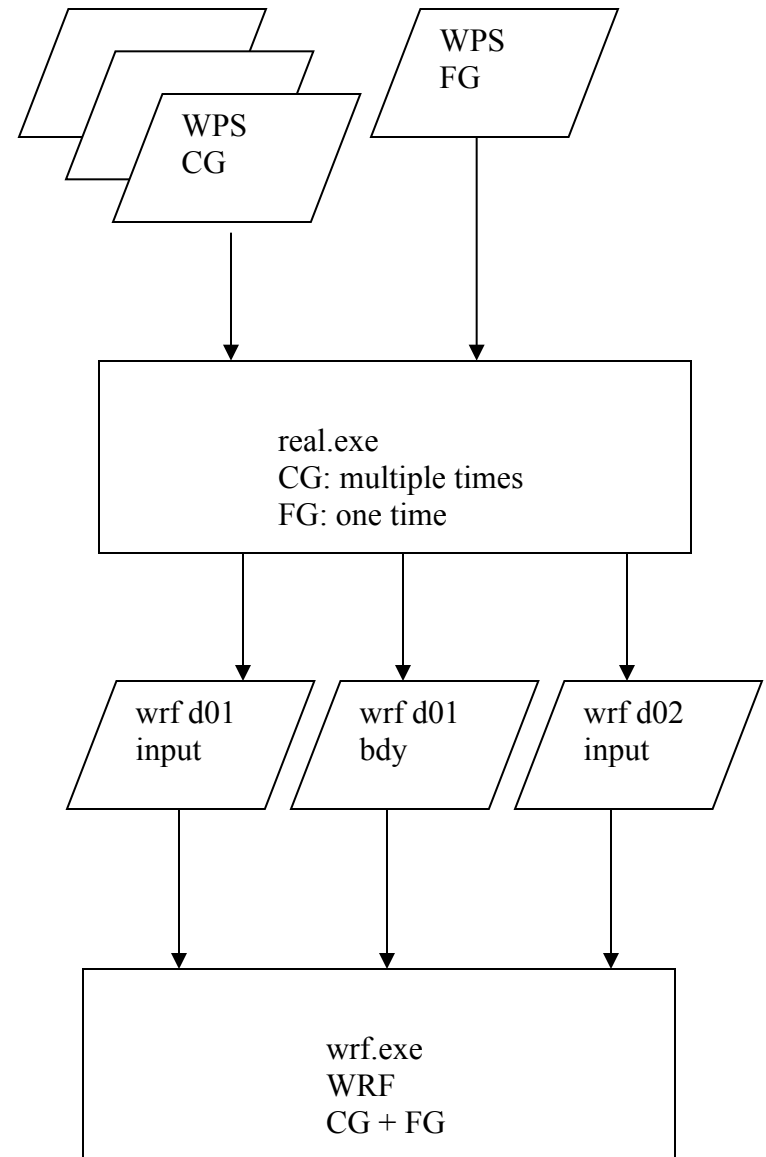 WPS
CG
WPS
FG
real.exe
CG: multiple times
FG: one time
wrf d01
input
wrf d01
bdy
wrf d02
input
wrf.exe
WRF
CG + FG